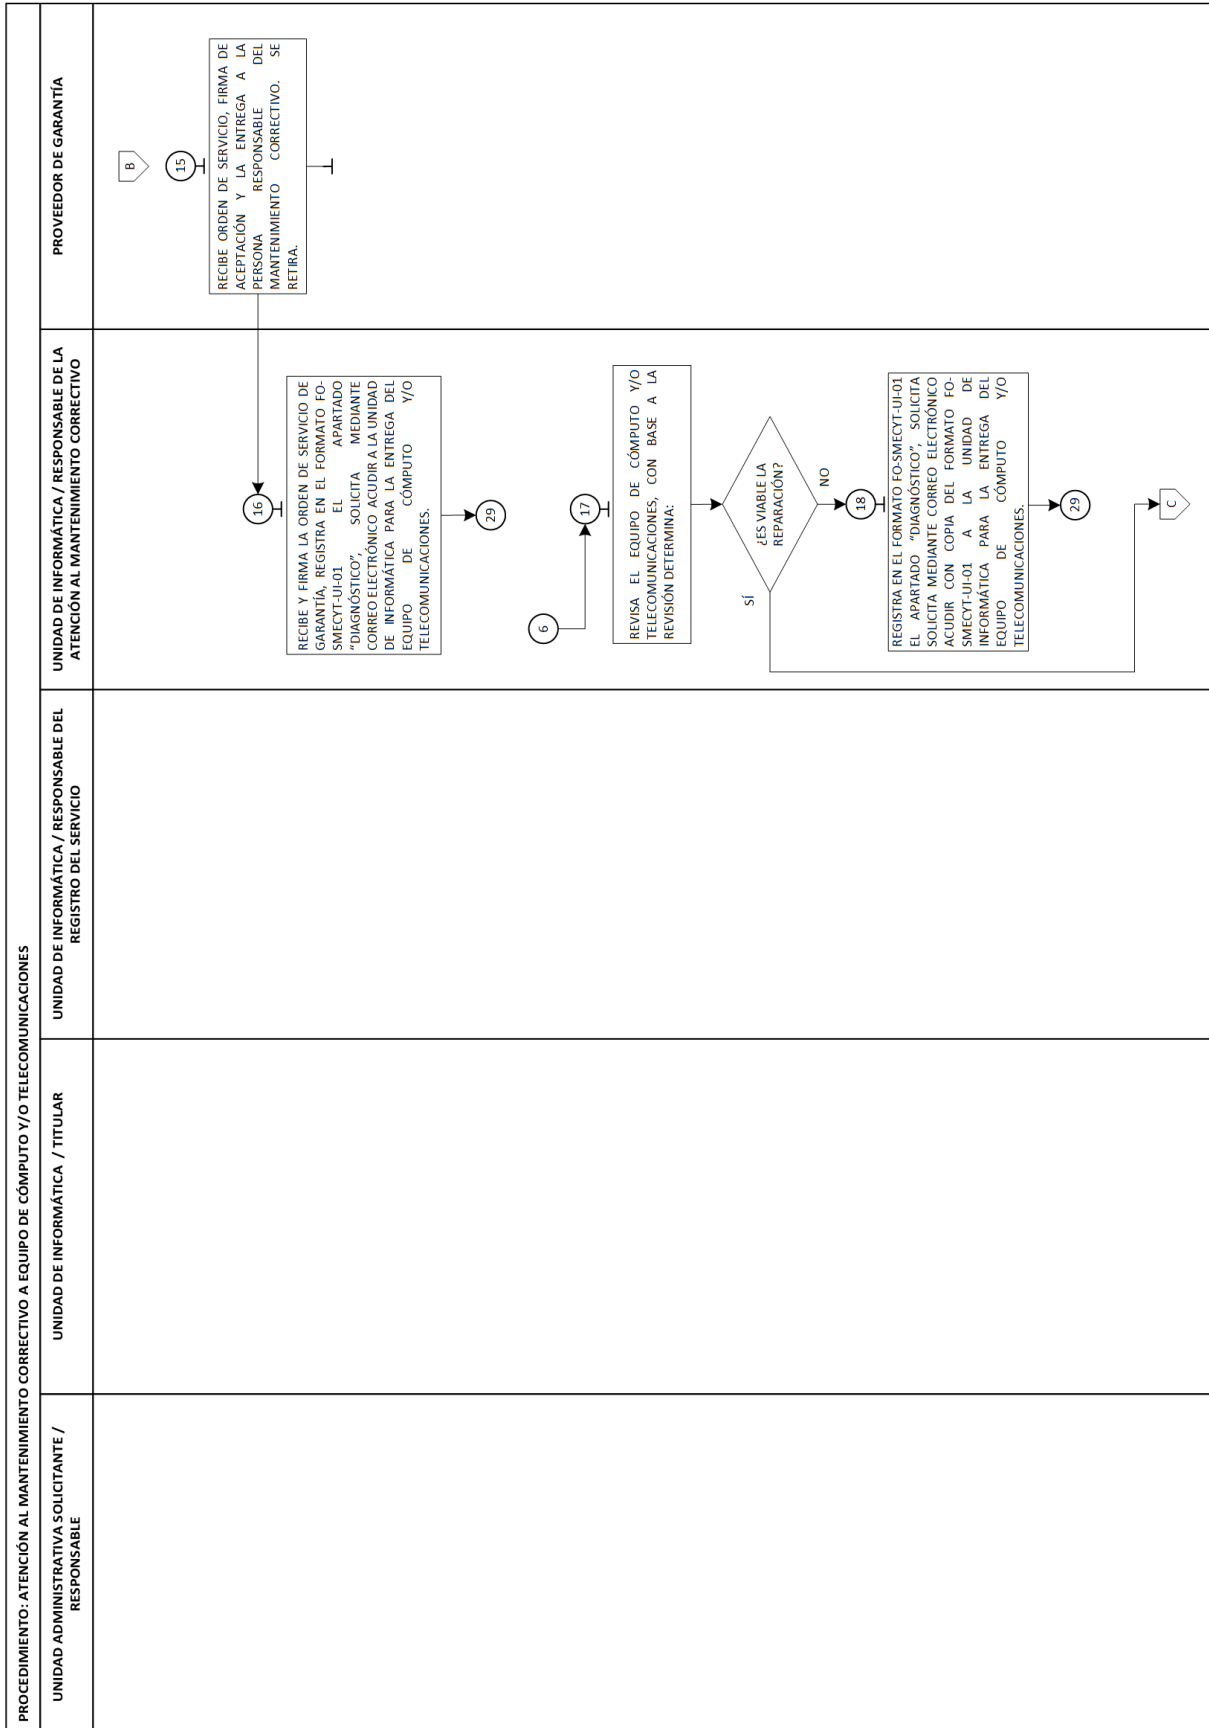 PROCEDIMIENTO: ATENCIÓN AL MANTENIMIENTO CORRECTIVO A EQUIPO DE CÓMPUTO Y/O TELECOMUNICACIONES
UNIDAD ADMINISTRATIVA SOLICITANTE /
RESPONSABLE
UNIDAD DE INFORMÁTICA / TITULAR
UNIDAD DE INFORMÁTICA / RESPONSABLE DEL
REGISTRO DEL SERVICIO
UNIDAD DE INFORMÁTICA / RESPONSABLE DE LA
ATENCIÓN AL MANTENIMIENTO CORRECTIVO
PROVEEDOR DE GARANTÍA
B
15
RECIBE ORDEN DE SERVICIO, FIRMA DE
ACEPTACIÓN Y LA ENTREGA A LA
PERSONA RESPONSABLE DEL
MANTENIMIENTO CORRECTIVO. SE
RETIRA.
16
RECIBE Y FIRMA LA ORDEN DE SERVICIO DE
GARANTÍA, REGISTRA EN EL FORMATO FO-
SMECYT-UI-01 EL APARTADO
"DIAGNÓSTICO", SOLICITA MEDIANTE
CORREO ELECTRÓNICO ACUDIR A LA UNIDAD
DE INFORMÁTICA PARA LA ENTREGA DEL
EQUIPO DE CÓMPUTO Y/O
TELECOMUNICACIONES.
29
6
17
REVISA EL EQUIPO DE CÓMPUTO Y/O
TELECOMUNICACIONES, CON BASE A LA
REVISIÓN DETERMINA:
¿ES VIABLE LA
REPARACIÓN?
SÍ
NO
18
REGISTRA EN EL FORMATO FO-SMECYT-UI-01
EL APARTADO "DIAGNÓSTICO", SOLICITA
SOLICITA MEDIANTE CORREO ELECTRÓNICO
ACUDIR CON COPIA DEL FORMATO FO-
SMECYT-UI-01 A LA UNIDAD DE
INFORMÁTICA PARA LA ENTREGA DEL
EQUIPO DE CÓMPUTO Y/O
TELECOMUNICACIONES.
29
C